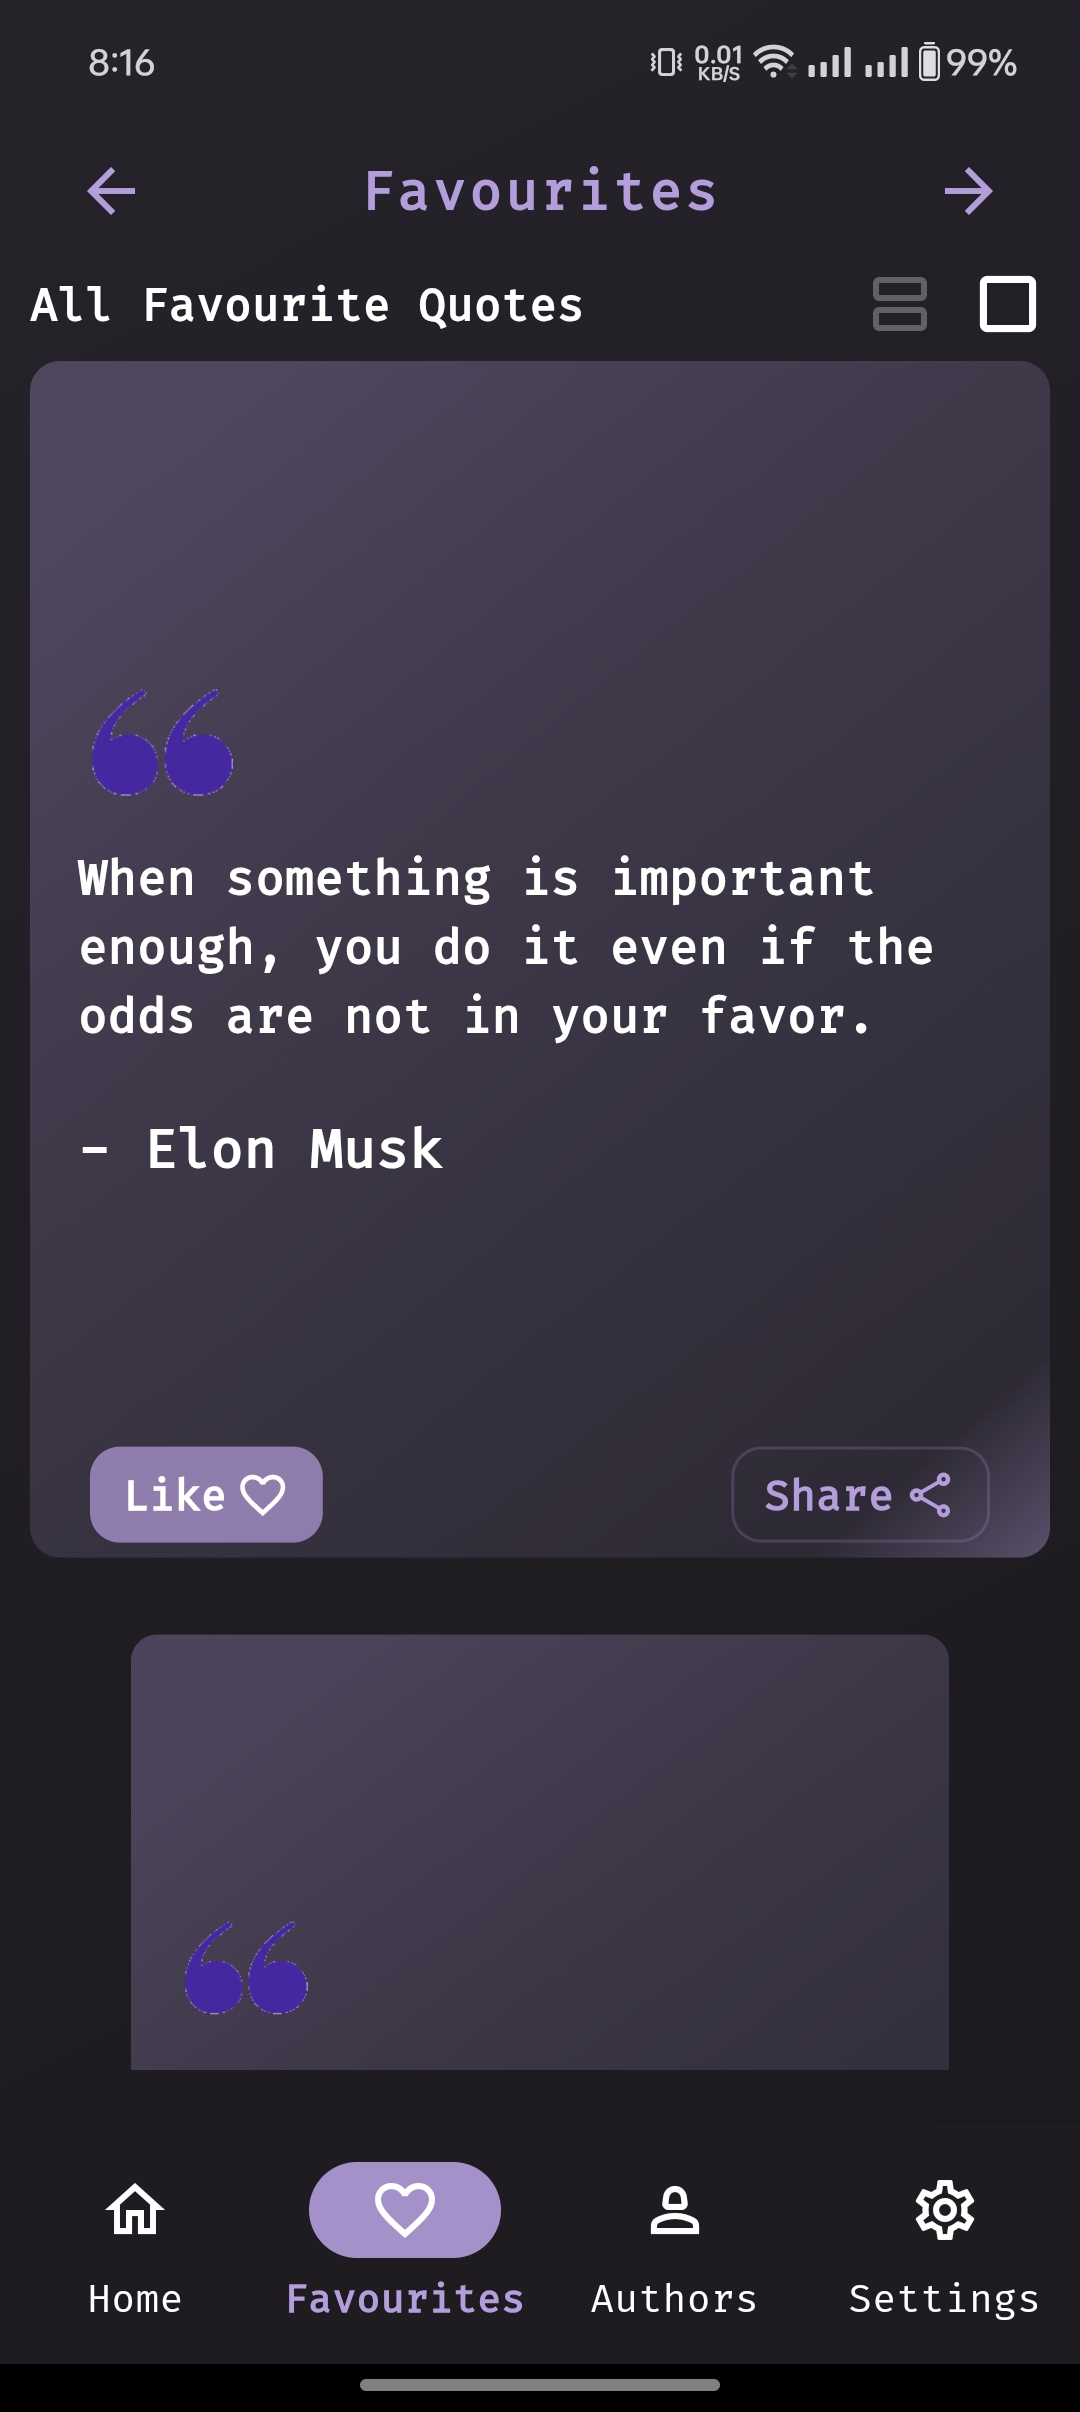 8:16
0.01
KB/S
99%
Favourites
All Favourite Quotes
When something is important
enough, you do it even if the
odds are not in your favor.
- Elon Musk
Like
Share
Home
Favourites
Authors
Settings